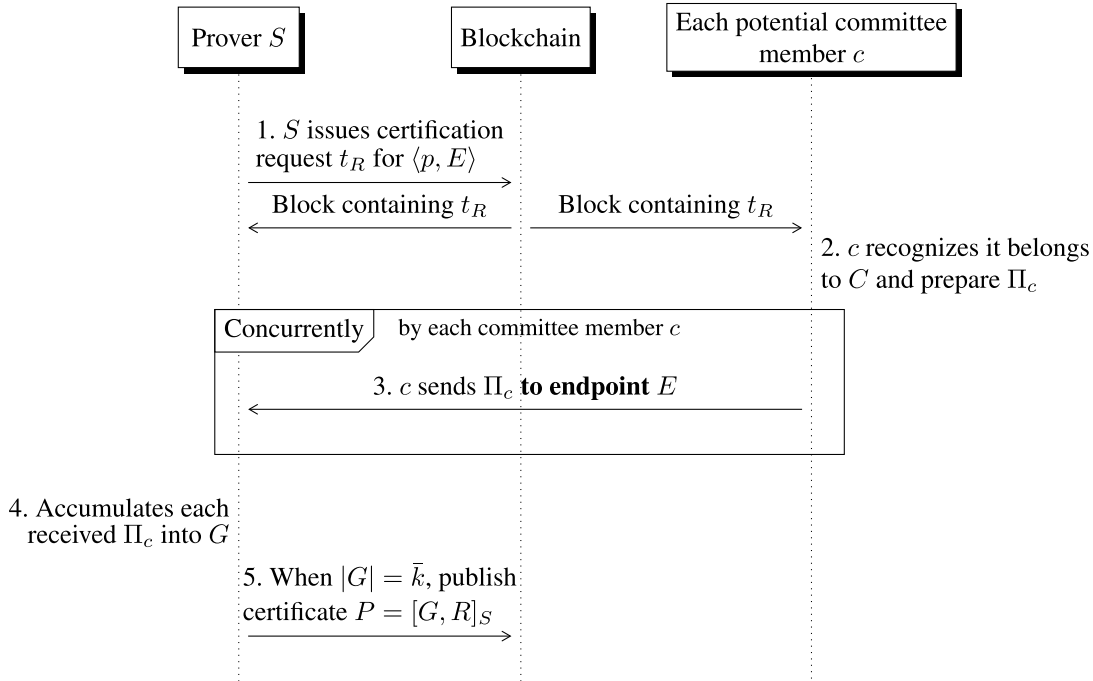 Prover S
Blockchain
Each potential committee
member c
1. S issues certification
request t_R for ⟨p, E⟩
Block containing t_R
Block containing t_R
2. c recognizes it belongs
to C and prepare Π_c
Concurrently
by each committee member c
3. c sends Π_c to endpoint E
4. Accumulates each
received Π_c into G
5. When |G| = k̄, publish
certificate P = [G, R]_S